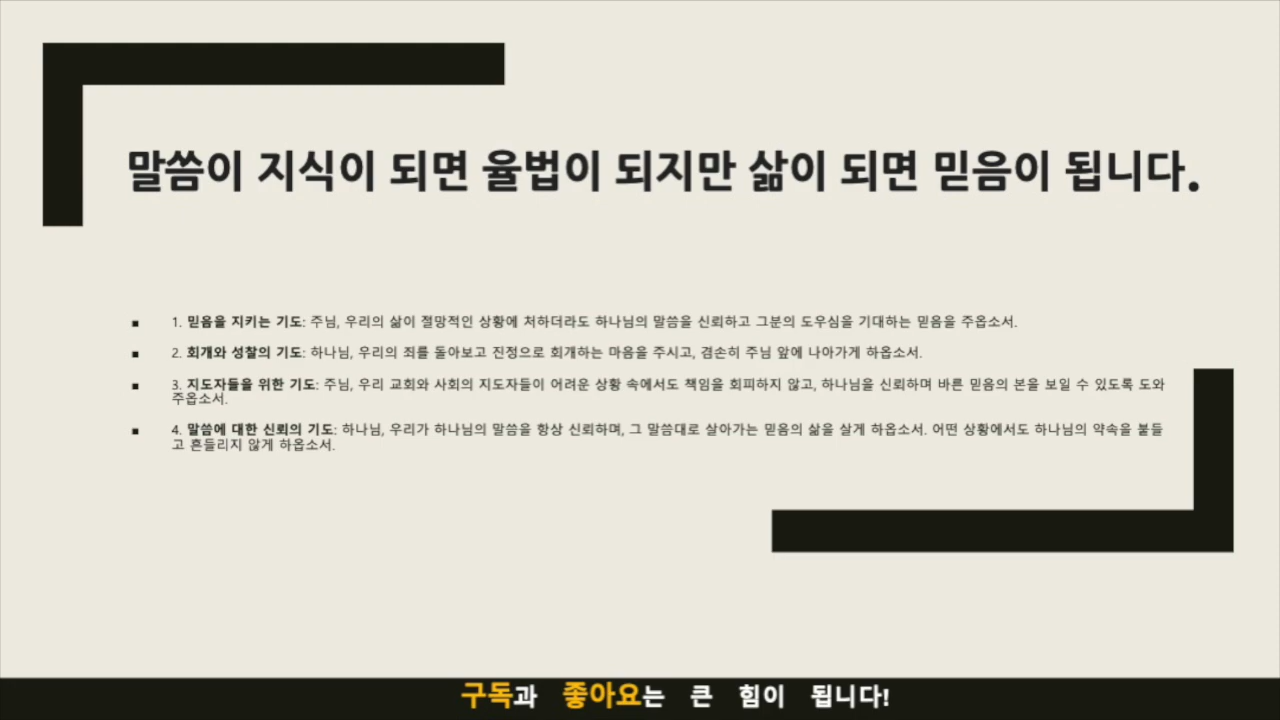 말씀이 지식이 되면 율법이 되지만 삶이 되면 믿음이 됩니다.
▪ 1. 믿음을 지키는 기도: 주님, 우리의 삶이 절망적인 상황에 처하더라도 하나님의 말씀을 신뢰하고 그분의 도우심을 기대하는 믿음을 주옵소서.
▪ 2. 회개와 성찰의 기도: 하나님, 우리의 죄를 돌아보고 진정으로 회개하는 마음을 주시고, 겸손히 주님 앞에 나아가게 하옵소서.
▪ 3. 지도자들을 위한 기도: 주님, 우리 교회와 사회의 지도자들이 어려운 상황 속에서도 책임을 회피하지 않고, 하나님을 신뢰하며 바른 믿음의 본을 보일 수 있도록 도와
주옵소서.
▪ 4. 말씀에 대한 신뢰의 기도: 하나님, 우리가 하나님의 말씀을 항상 신뢰하며, 그 말씀대로 살아가는 믿음의 삶을 살게 하옵소서. 어떤 상황에서도 하나님의 약속을 붙들
고 흔들리지 않게 하옵소서.
구독과 좋아요는 큰 힘이 됩니다!